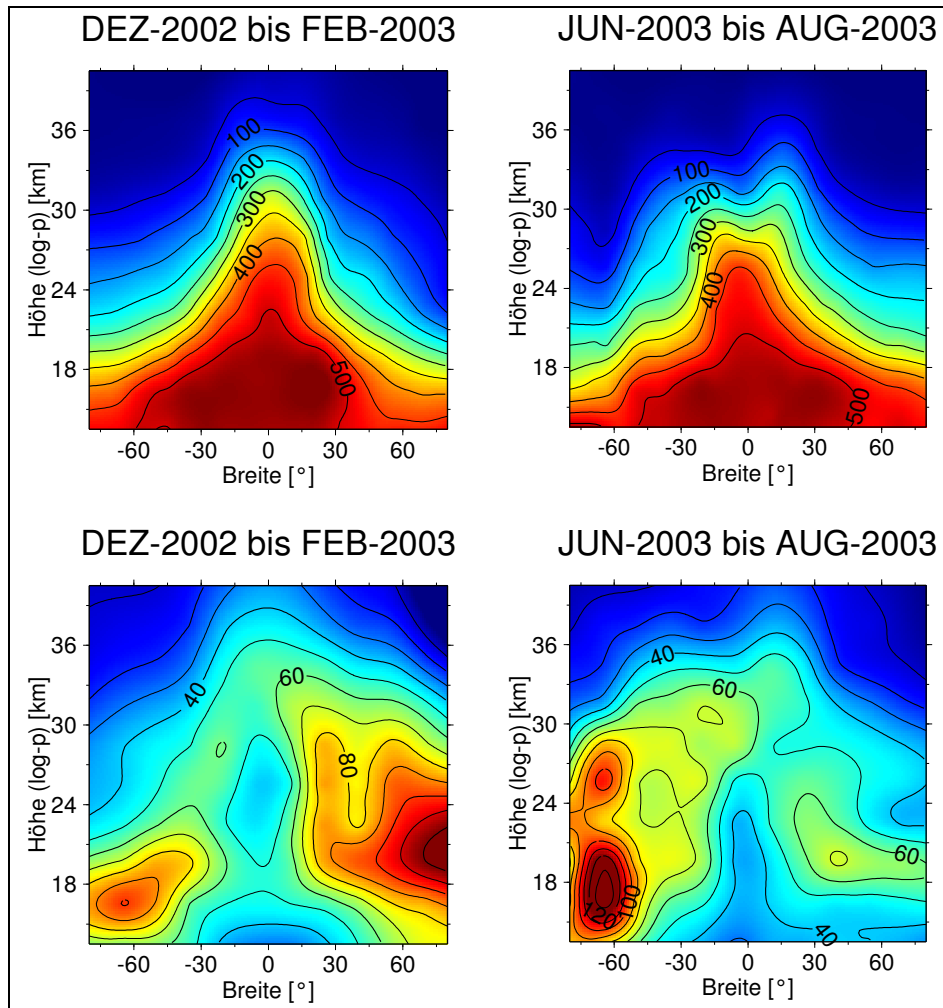 DEZ-2002 bis FEB-2003
JUN-2003 bis AUG-2003
Höhe (log-p) [km]
36
30
24
18
100
200
300
400
500
-60 -30 0 30 60
Breite [°]
Höhe (log-p) [km]
36
30
24
18
100
200
300
400
500
-60 -30 0 30 60
Breite [°]
DEZ-2002 bis FEB-2003
JUN-2003 bis AUG-2003
Höhe (log-p) [km]
36
30
24
18
40
60
80
-60 -30 0 30 60
Breite [°]
Höhe (log-p) [km]
36
30
24
18
40
60
60
120
100
40
-60 -30 0 30 60
Breite [°]